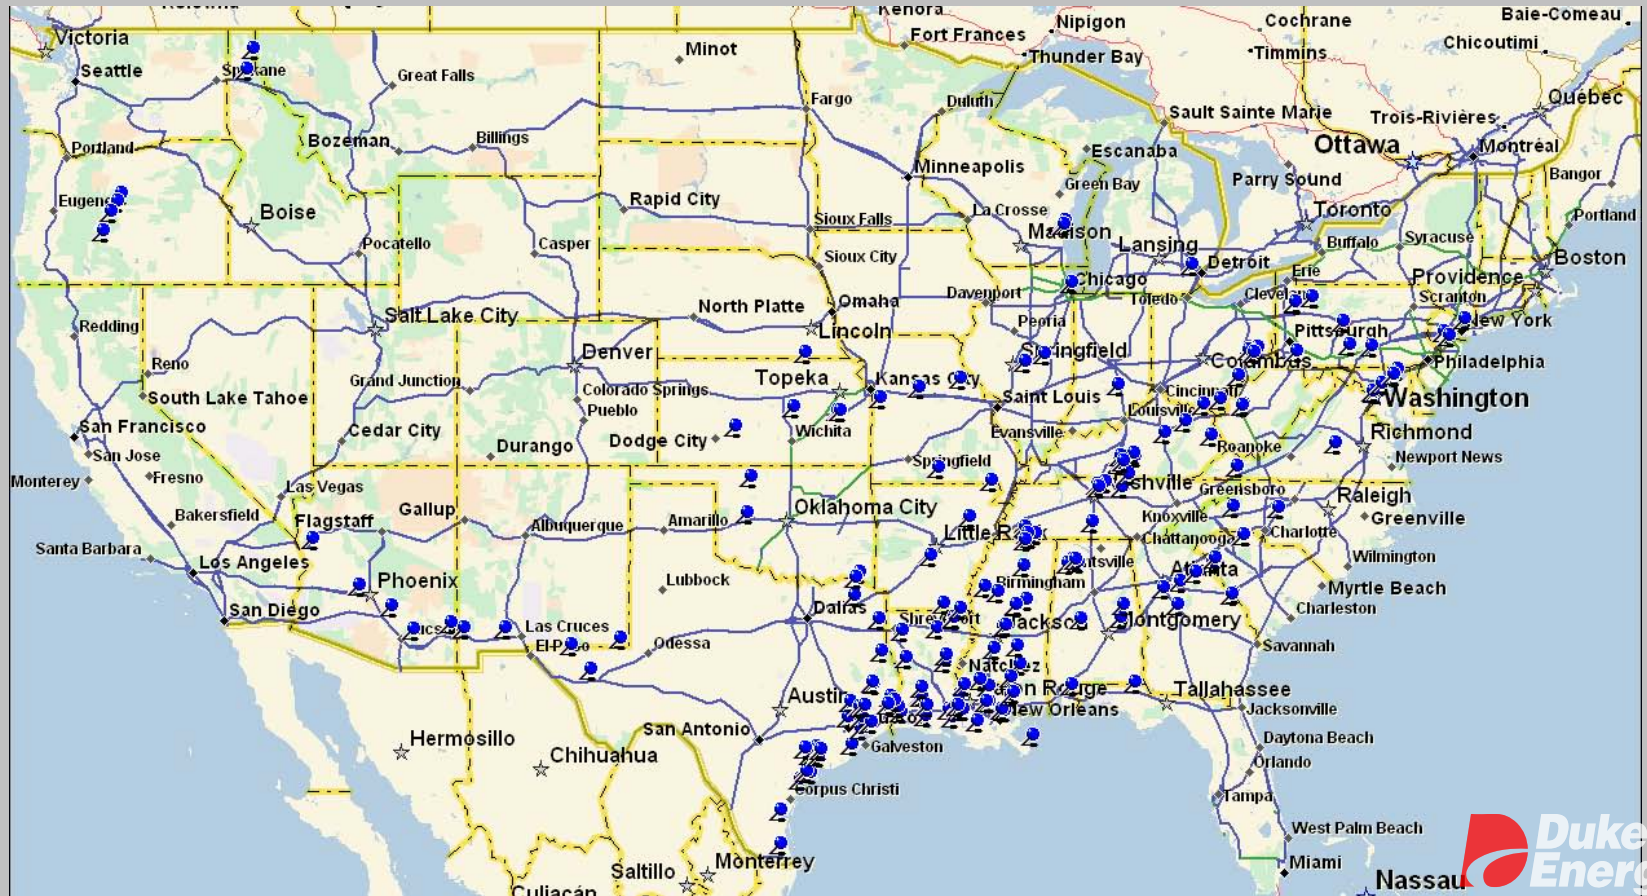 Kenora
Baie-Comeau
Nipigon
Cochrane
Victoria
Fort Francis
Chicoutimi
Minot
Thunder Bay
Timmins
Seattle
Spokane
Great Falls
Fargo
Duluth
Sault Sainte Marie
Québec
Trois-Rivières
Bozeman
Billings
Portland
Ottawa
Montréal
Escanaba
Minneapolis
Bangor
Parry Sound
Green Bay
Eugene
Rapid City
Boise
La Crosse
Toronto
Portland
Sioux Falls
Madison
Pocatello
Casper
Lansing
Buffalo
Syracuse
Sioux City
Boston
Detroit
Erie
Chicago
Providence
Davenport
Toledo
Cleveland
Scranton
North Platte
Omaha
Salt Lake City
Redding
Lincoln
Peoria
Pittsburgh
New York
Denver
Springfield
Columbus
Philadelphia
Reno
Grand Junction
Topeka
Kansas City
Colorado Springs
Cincinnati
South Lake Tahoe
Saint Louis
Washington
Pueblo
Louisville
San Francisco
Cedar City
Wichita
Evansville
Richmond
Durango
Dodge City
Roanoke
San Jose
Springfield
Newport News
Monterey
Fresno
Las Vegas
shville
Greensboro
Raleigh
Gallup
Oklahoma City
Bakersfield
Flagstaff
Albuquerque
Amarillo
Knoxville
Greenville
Little Rock
Charlotte
Chattanooga
Santa Barbara
Los Angeles
Wilmington
Phoenix
Lubbock
Birmingham
ntsville
Atlanta
Myrtle Beach
San Diego
Dallas
Charleston
Las Cruces
Shreveport
Jackson
Montgomery
ucs
El Paso
Odessa
Savannah
Natchez
Austin
on Rouge
Tallahassee
New Orleans
Jacksonville
San Antonio
Hermosillo
Daytona Beach
Galveston
Chihuahua
Orlando
Corpus Christi
Tampa
West Palm Beach
Duke
Energ
Monterrey
Miami
Saltillo
Nassau
Culiacán